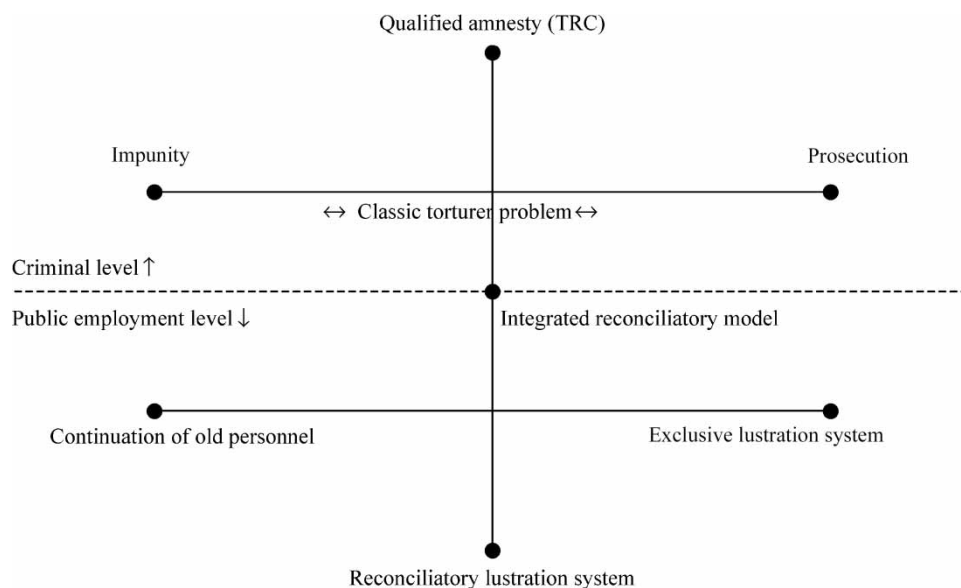 Qualified amnesty (TRC)
Impunity
Prosecution
↔ Classic torturer problem ↔
Criminal level ↑
Public employment level ↓
Integrated reconciliatory model
Continuation of old personnel
Exclusive lustration system
Reconciliatory lustration system